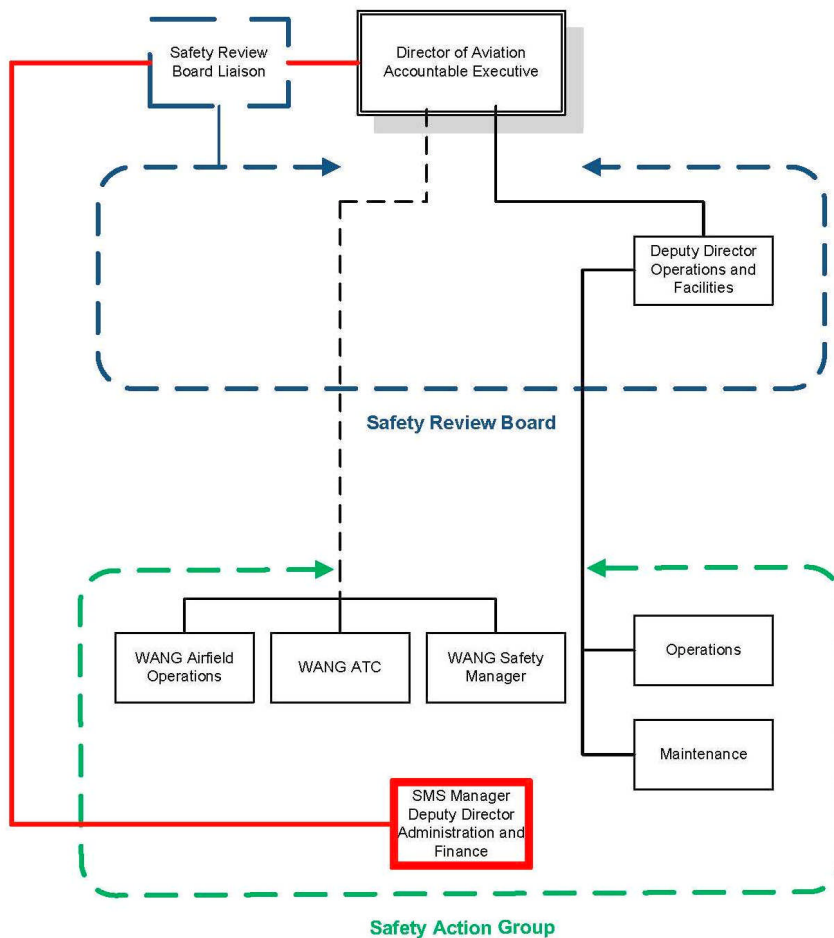 Safety Review
Board Liaison
Director of Aviation
Accountable Executive
Deputy Director
Operations and
Facilities
Safety Review Board
WANG Airfield
Operations
WANG ATC
WANG Safety
Manager
Operations
Maintenance
SMS Manager
Deputy Director
Administration and
Finance
Safety Action Group